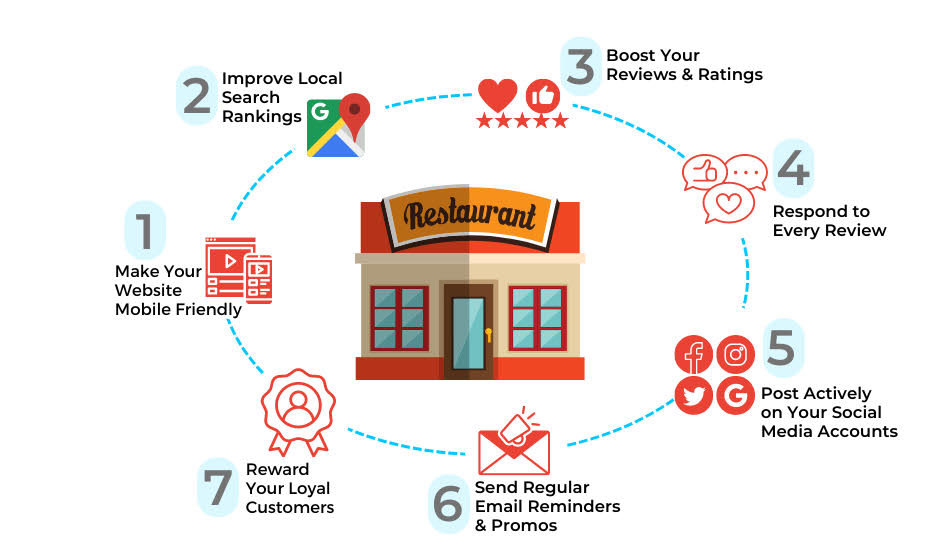 1
Make Your
Website
Mobile Friendly
2
Improve Local
Search
Rankings
G
3
Boost Your
Reviews & Ratings
4
Respond to
Every Review
5
Post Actively
on Your Social
Media Accounts
f
G
6
Send Regular
Email Reminders
& Promos
7
Reward
Your Loyal
Customers
Restaurant